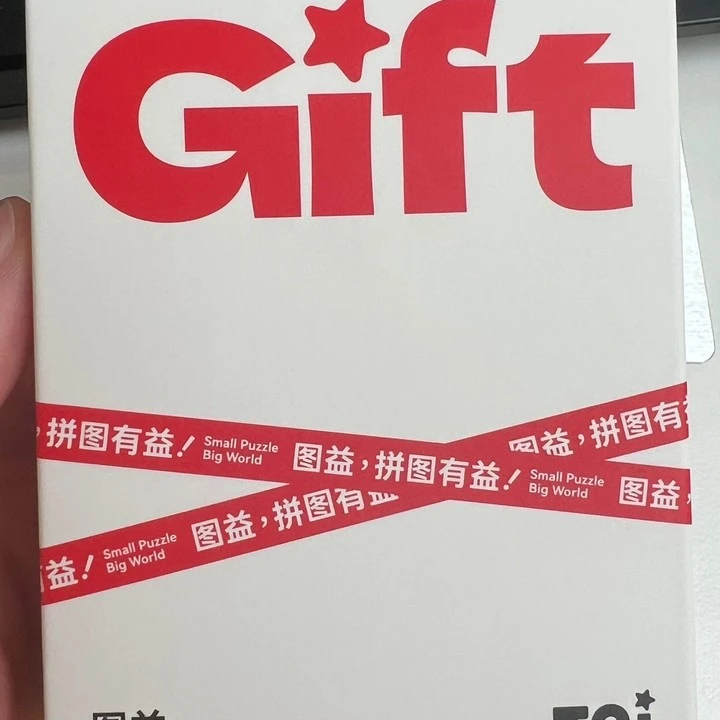 Gift
，拼图有益！ Small Puzzle Big World 图益，拼图有益！ Small Puzzle Big World 图益，
益！ Small Puzzle Big World 图益，拼图有益 图益，拼图有
图益
TOi